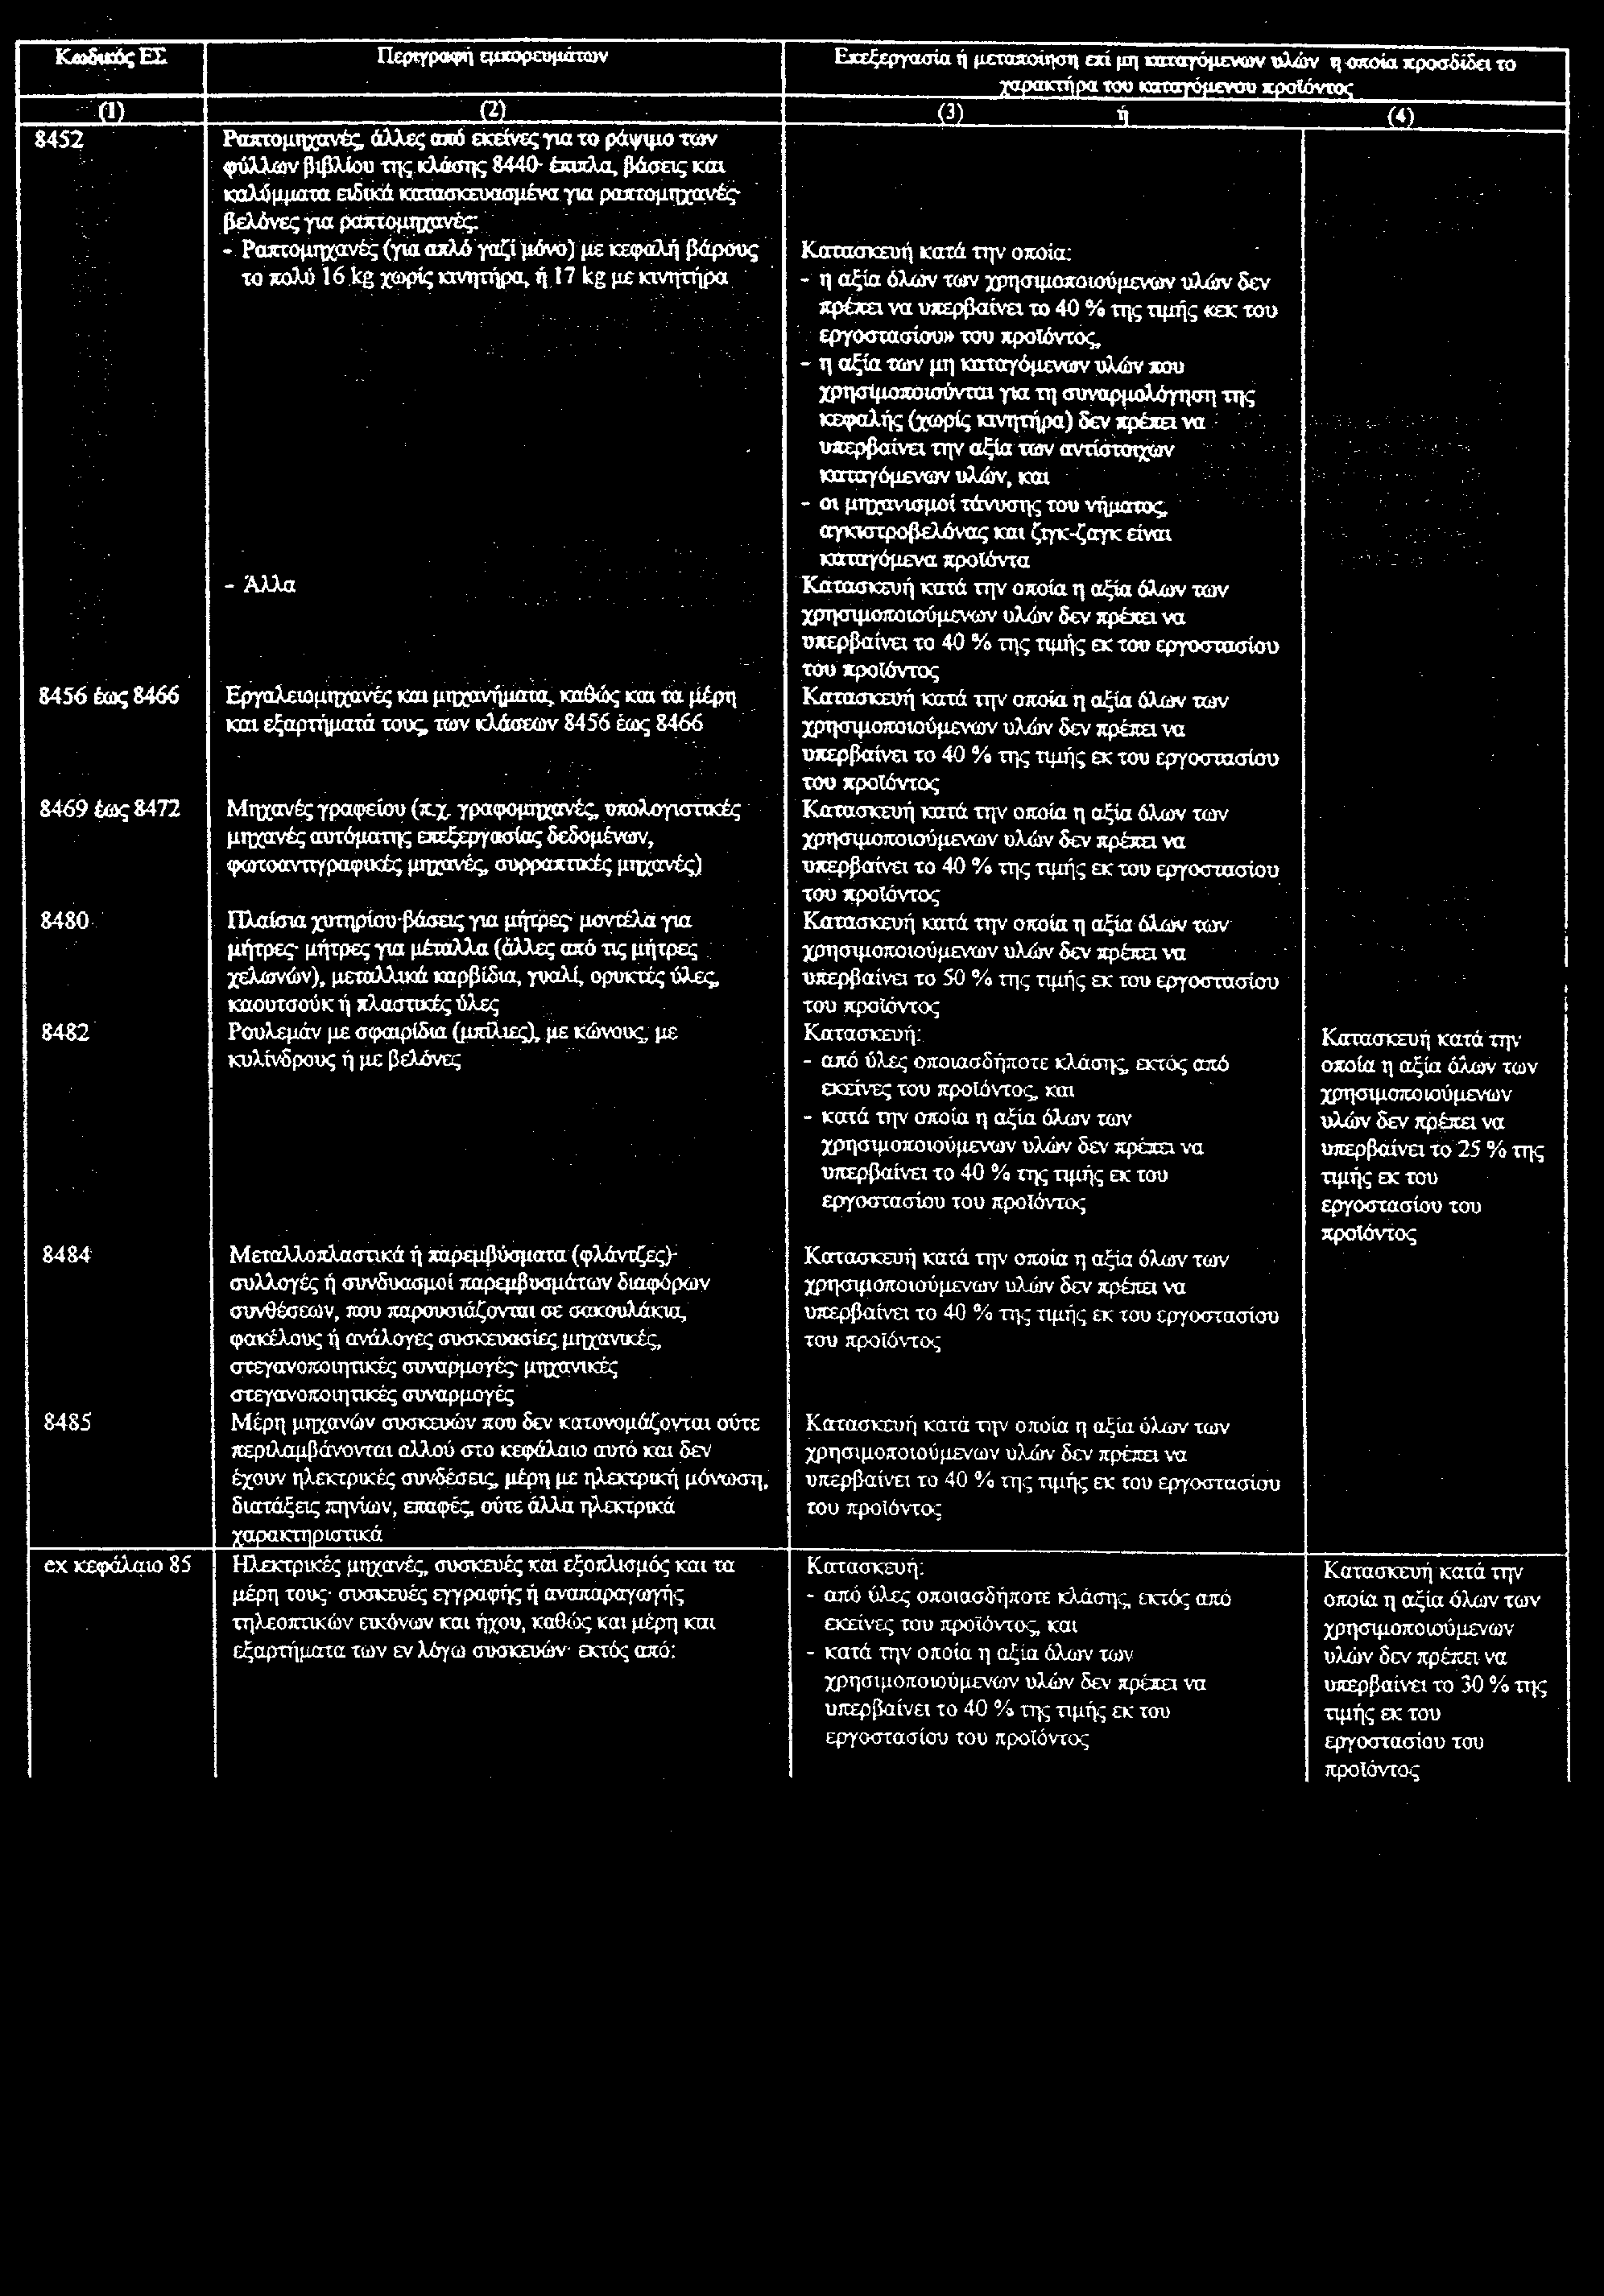 Κωδικός ΕΣ
Περιγραφή εμπορευμάτων
Επεξεργασία ή μεταποίηση επί μη καταγόμενων υλών η οποία προσδίδει το
χαρακτήρα του καταγόμενου προϊόντος
(1)
(2)
(3) ή (4)
8452
Ραπτομηχανές, άλλες από εκείνες για το ράψιμο των
φύλλων βιβλίου της κλάσης 8440· έπιπλα, βάσεις και
καλύμματα ειδικά κατασκευασμένα για ραπτομηχανές·
βελόνες για ραπτομηχανές:
- Ραπτομηχανές (για απλό γαζί μόνο) με κεφαλή βάρους
το πολύ 16 kg χωρίς κινητήρα, ή 17 kg με κινητήρα
Κατασκευή κατά την οποία:
- η αξία όλων των χρησιμοποιούμενων υλών δεν
πρέπει να υπερβαίνει το 40 % της τιμής «εκ του
εργοστασίου» του προϊόντος,
- η αξία των μη καταγόμενων υλών που
χρησιμοποιούνται για τη συναρμολόγηση της
κεφαλής (χωρίς κινητήρα) δεν πρέπει να
υπερβαίνει την αξία των αντίστοιχων
καταγόμενων υλών, και
- οι μηχανισμοί τάνυσης του νήματος,
αγκιστροβελόνας και ζιγκ-ζαγκ είναι
καταγόμενα προϊόντα
- Άλλα
Κατασκευή κατά την οποία η αξία όλων των
χρησιμοποιούμενων υλών δεν πρέπει να
υπερβαίνει το 40 % της τιμής εκ του εργοστασίου
του προϊόντος
8456 έως 8466
Εργαλειομηχανές και μηχανήματα, καθώς και τα μέρη
και εξαρτήματά τους, των κλάσεων 8456 έως 8466
Κατασκευή κατά την οποία η αξία όλων των
χρησιμοποιούμενων υλών δεν πρέπει να
υπερβαίνει το 40 % της τιμής εκ του εργοστασίου
του προϊόντος
8469 έως 8472
Μηχανές γραφείου (π.χ. γραφομηχανές, υπολογιστικές
μηχανές αυτόματης επεξεργασίας δεδομένων,
φωτοαντιγραφικές μηχανές, συρραπτικές μηχανές)
Κατασκευή κατά την οποία η αξία όλων των
χρησιμοποιούμενων υλών δεν πρέπει να
υπερβαίνει το 40 % της τιμής εκ του εργοστασίου
του προϊόντος
8480
Πλαίσια χυτηρίου·βάσεις για μήτρες· μοντέλα για
μήτρες· μήτρες για μέταλλα (άλλες από τις μήτρες
χελωνών), μεταλλικά καρβίδια, γυαλί, ορυκτές ύλες,
καουτσούκ ή πλαστικές ύλες
Κατασκευή κατά την οποία η αξία όλων των
χρησιμοποιούμενων υλών δεν πρέπει να
υπερβαίνει το 50 % της τιμής εκ του εργοστασίου
του προϊόντος
8482
Ρουλεμάν με σφαιρίδια (μπίλιες), με κώνους, με
κυλίνδρους ή με βελόνες
Κατασκευή:
- από ύλες οποιασδήποτε κλάσης, εκτός από
εκείνες του προϊόντος, και
- κατά την οποία η αξία όλων των
χρησιμοποιούμενων υλών δεν πρέπει να
υπερβαίνει το 40 % της τιμής εκ του
εργοστασίου του προϊόντος
Κατασκευή κατά την
οποία η αξία όλων των
χρησιμοποιούμενων
υλών δεν πρέπει να
υπερβαίνει το 25 % της
τιμής εκ του
εργοστασίου του
προϊόντος
8484
Μεταλλοπλαστικά ή παρεμβύσματα (φλάντζες)·
συλλογές ή συνδυασμοί παρεμβυσμάτων διαφόρων
συνθέσεων, που παρουσιάζονται σε σακουλάκια,
φακέλους ή ανάλογες συσκευασίες μηχανικές,
στεγανοποιητικές συναρμογές· μηχανικές
στεγανοποιητικές συναρμογές
Κατασκευή κατά την οποία η αξία όλων των
χρησιμοποιούμενων υλών δεν πρέπει να
υπερβαίνει το 40 % της τιμής εκ του εργοστασίου
του προϊόντος
8485
Μέρη μηχανών συσκευών που δεν κατονομάζονται ούτε
περιλαμβάνονται αλλού στο κεφάλαιο αυτό και δεν
έχουν ηλεκτρικές συνδέσεις, μέρη με ηλεκτρική μόνωση,
διατάξεις πηνίων, επαφές, ούτε άλλα ηλεκτρικά
χαρακτηριστικά
Κατασκευή κατά την οποία η αξία όλων των
χρησιμοποιούμενων υλών δεν πρέπει να
υπερβαίνει το 40 % της τιμής εκ του εργοστασίου
του προϊόντος
ex κεφάλαιο 85
Ηλεκτρικές μηχανές, συσκευές και εξοπλισμός και τα
μέρη τους· συσκευές εγγραφής ή αναπαραγωγής
τηλεοπτικών εικόνων και ήχου, καθώς και μέρη και
εξαρτήματα των εν λόγω συσκευών· εκτός από:
Κατασκευή:
- από ύλες οποιασδήποτε κλάσης, εκτός από
εκείνες του προϊόντος, και
- κατά την οποία η αξία όλων των
χρησιμοποιούμενων υλών δεν πρέπει να
υπερβαίνει το 40 % της τιμής εκ του
εργοστασίου του προϊόντος
Κατασκευή κατά την
οποία η αξία όλων των
χρησιμοποιούμενων
υλών δεν πρέπει να
υπερβαίνει το 30 % της
τιμής εκ του
εργοστασίου του
προϊόντος